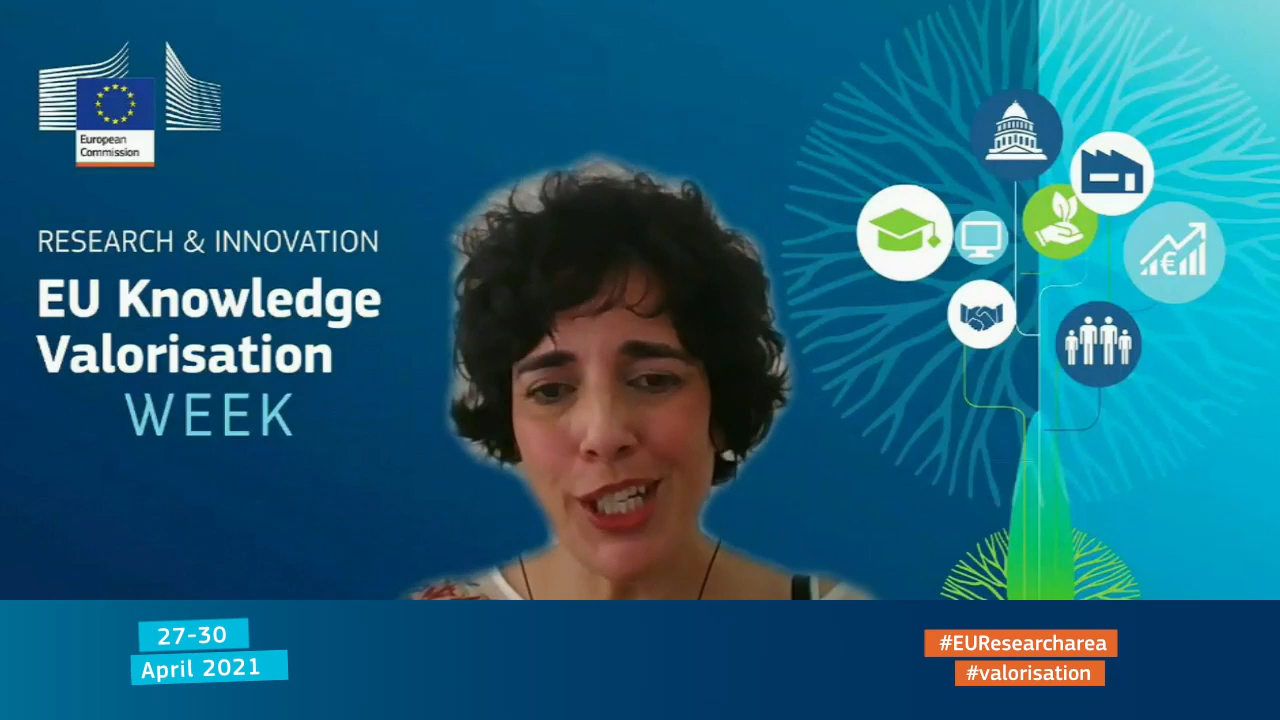 European
Commission
RESEARCH & INNOVATION
EU Knowledge
Valorisation
WEEK
€
27-30
April 2021
#EUResearcharea
#valorisation